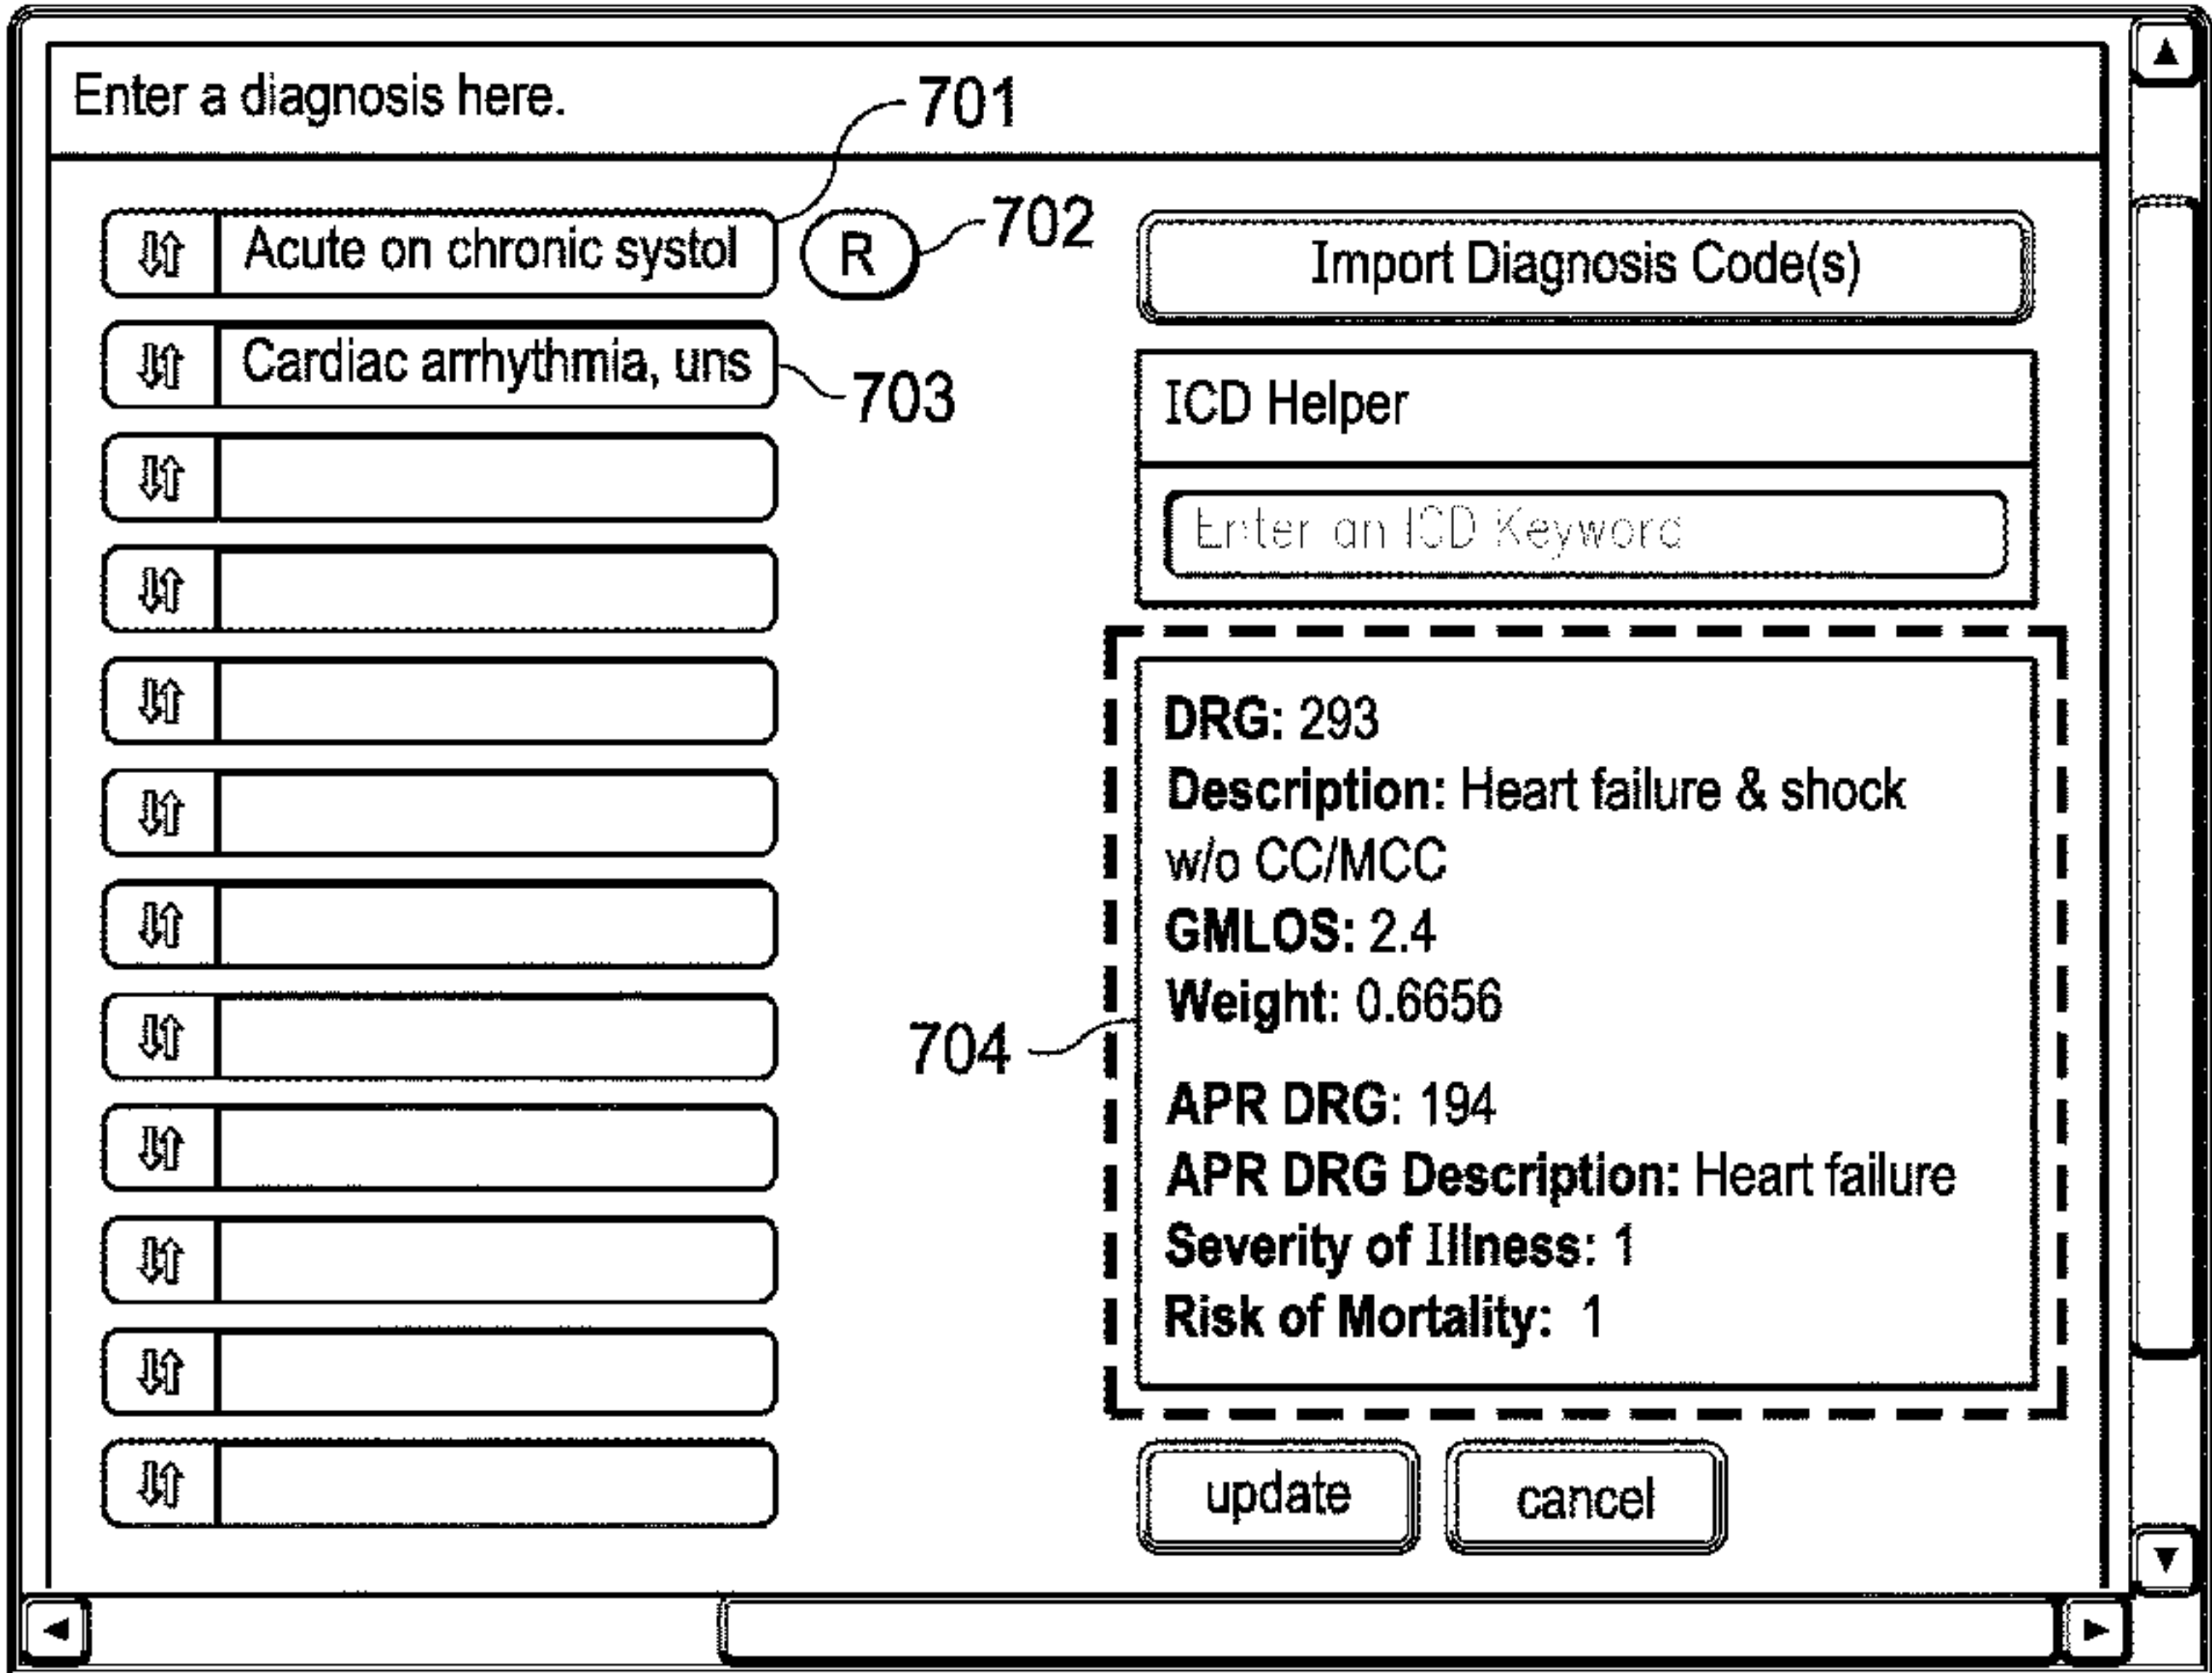 Enter a diagnosis here.
701
Acute on chronic systol
R
702
Cardiac arrhythmia, uns
703
Import Diagnosis Code(s)
ICD Helper
Enter an ICD Keyword
DRG: 293
Description: Heart failure & shock
w/o CC/MCC
GMLOS: 2.4
Weight: 0.6656
704
APR DRG: 194
APR DRG Description: Heart failure
Severity of Illness: 1
Risk of Mortality: 1
update
cancel